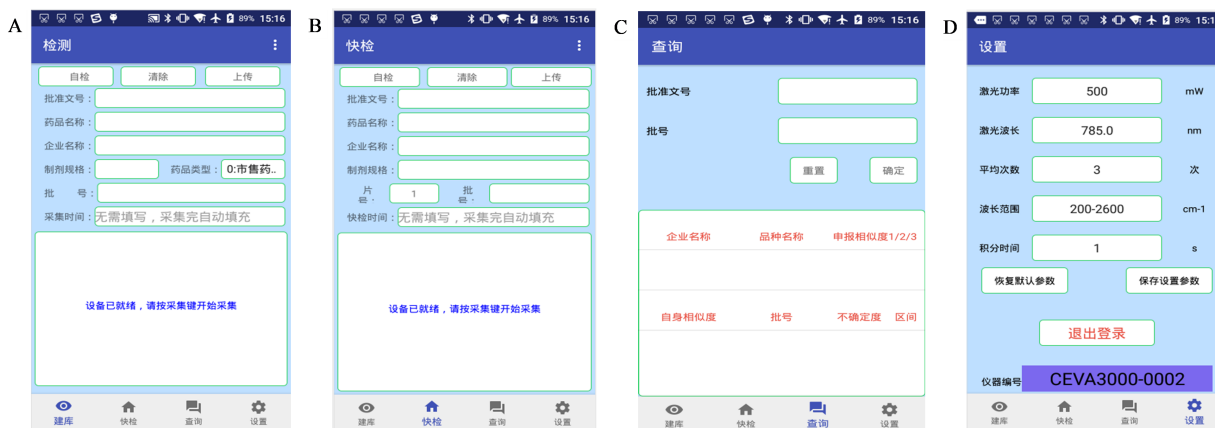 A
89% 15:16
检测
自检 清除 上传
批准文号：
药品名称：
企业名称：
制剂规格： 药品类型： 0:市售药..
批 号：
采集时间： 无需填写，采集完自动填充
设备已就绪，请按采集键开始采集
建库 快检 查询 设置
B
89% 15:16
快检
自检 清除 上传
批准文号：
药品名称：
企业名称：
制剂规格：
片号： 1 批号：
快检时间： 无需填写，采集完自动填充
设备已就绪，请按采集键开始采集
建库 快检 查询 设置
C
89% 15:16
查询
批准文号
批号
重置 确定
企业名称 品种名称 申报相似度1/2/3
自身相似度 批号 不确定度 区间
建库 快检 查询 设置
D
89% 15:1
设置
激光功率 500 mW
激光波长 785.0 nm
平均次数 3 次
波长范围 200-2600 cm-1
积分时间 1 s
恢复默认参数 保存设置参数
退出登录
仪器编号 CEVA3000-0002
建库 快检 查询 设置